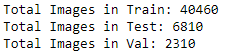 Total Images in Train: 40460
Total Images in Test: 6810
Total Images in Val: 2310